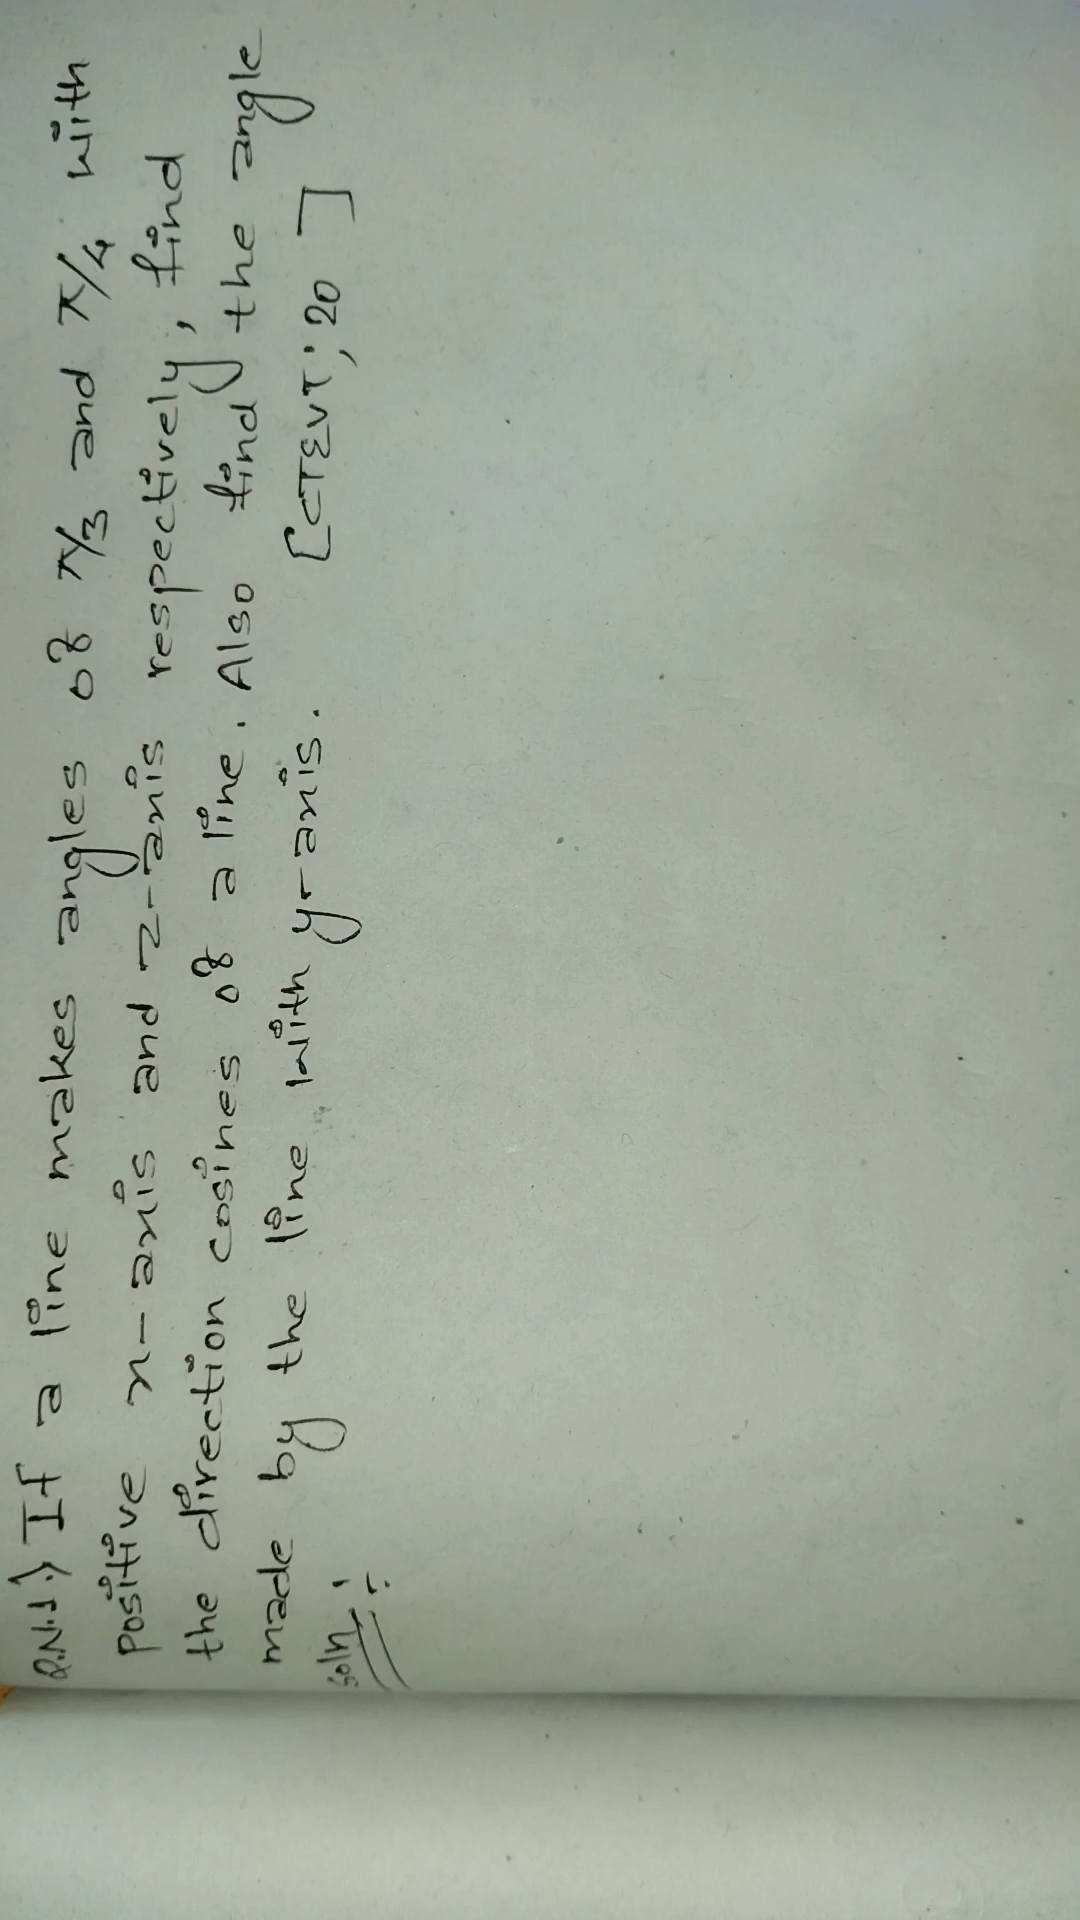 Q.N.1.) If a line makes angles of π/3 and π/4 with
positive x-axis and z-axis respectively, find
the direction cosines of a line. Also find the angle
made by the line with y-axis. [CTEVT; 20 ]
soln:-